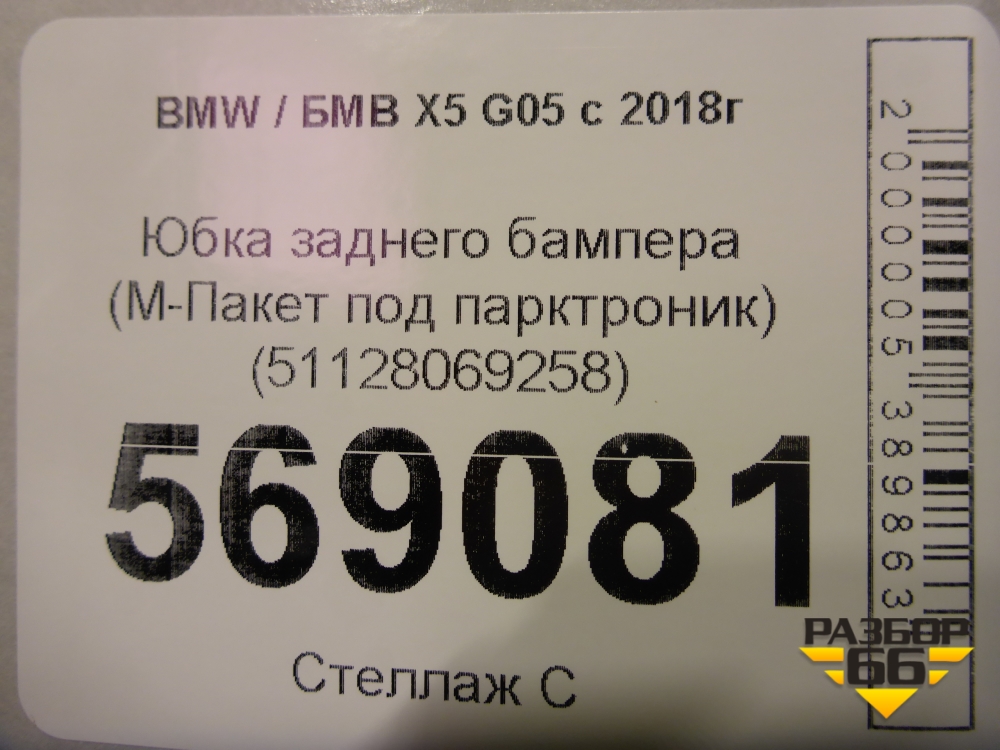 BMW / БМВ X5 G05 с 2018г
Юбка заднего бампера
(М-Пакет под парктроник)
(51128069258)
569081
Стеллаж С
2000005389863
РАЗБОР
66